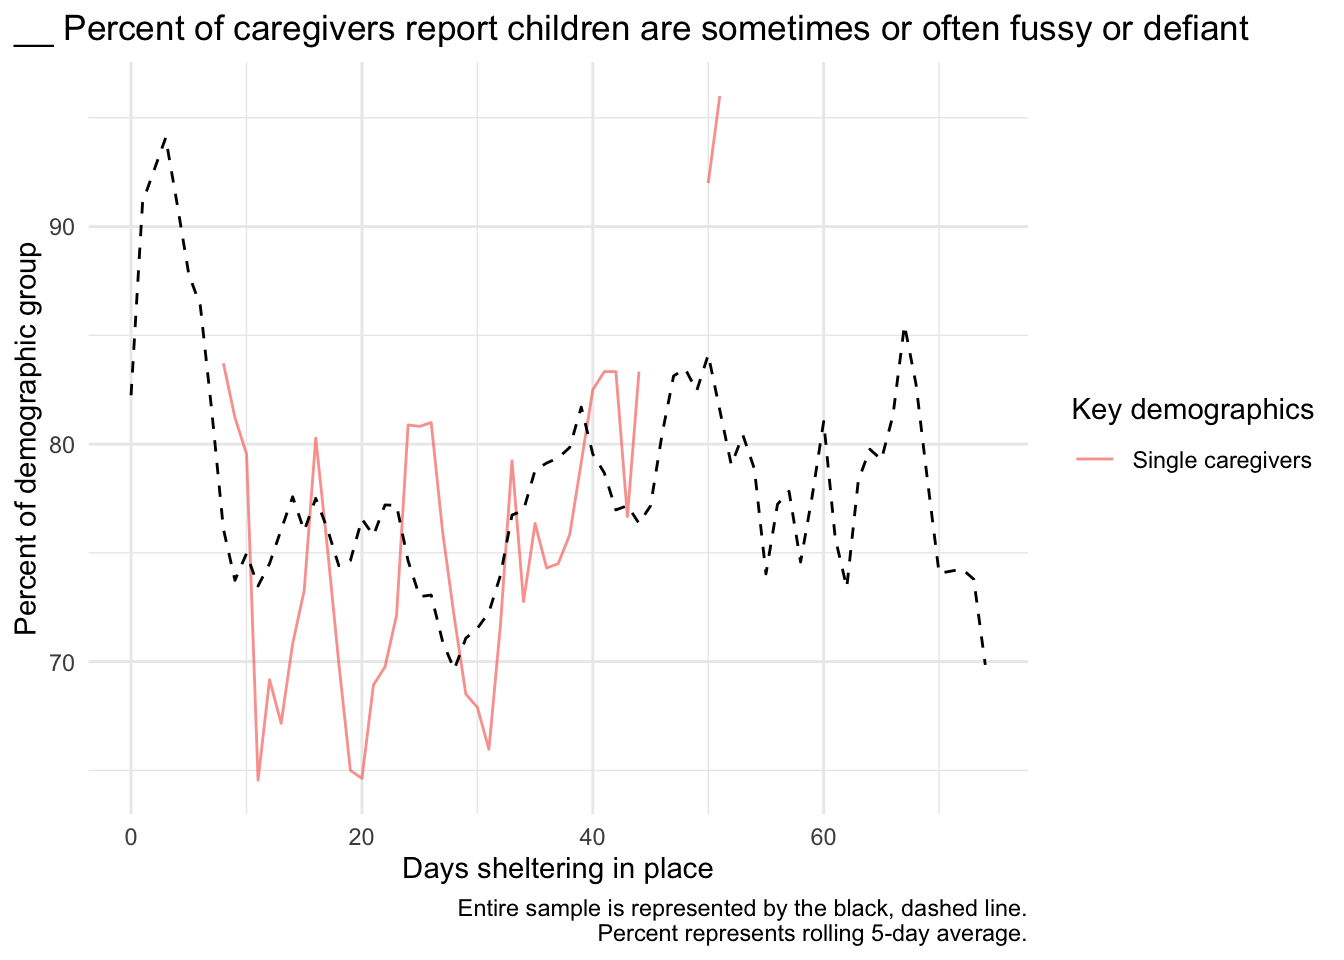 __ Percent of caregivers report children are sometimes or often fussy or defiant
Percent of demographic group
90
80
70
0
20
40
60
Days sheltering in place
Key demographics
Single caregivers
Entire sample is represented by the black, dashed line.
Percent represents rolling 5-day average.